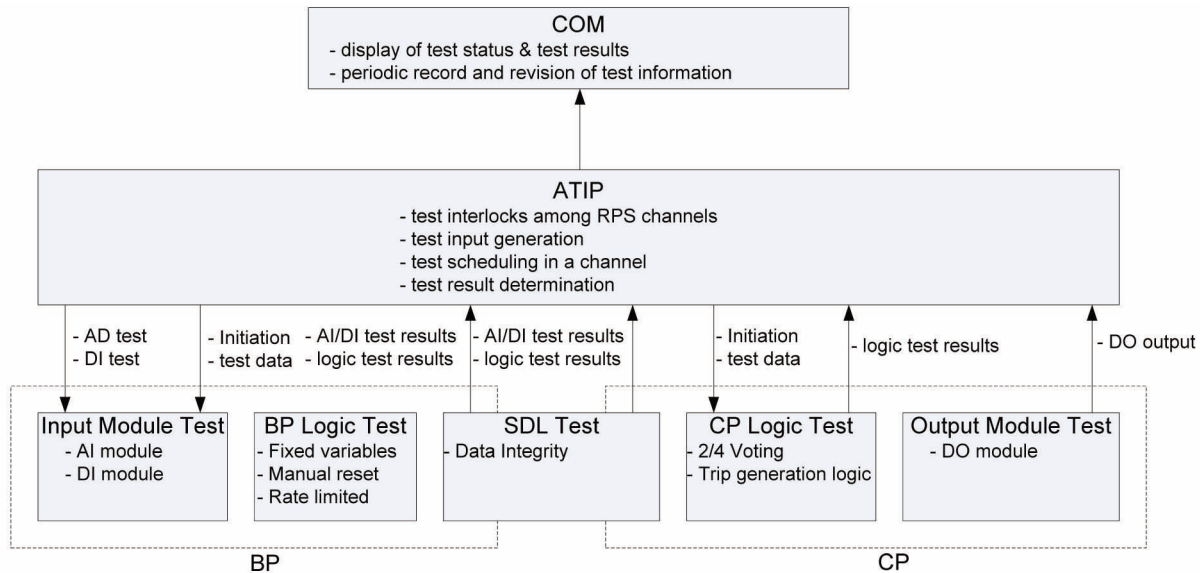 COM
- display of test status & test results
- periodic record and revision of test information
ATIP
- test interlocks among RPS channels
- test input generation
- test scheduling in a channel
- test result determination
- AD test
- DI test
- Initiation
- test data
- AI/DI test results
- logic test results
- AI/DI test results
- logic test results
- Initiation
- test data
- logic test results
- DO output
Input Module Test
- AI module
- DI module
BP Logic Test
- Fixed variables
- Manual reset
- Rate limited
SDL Test
- Data Integrity
CP Logic Test
- 2/4 Voting
- Trip generation logic
Output Module Test
- DO module
BP
CP